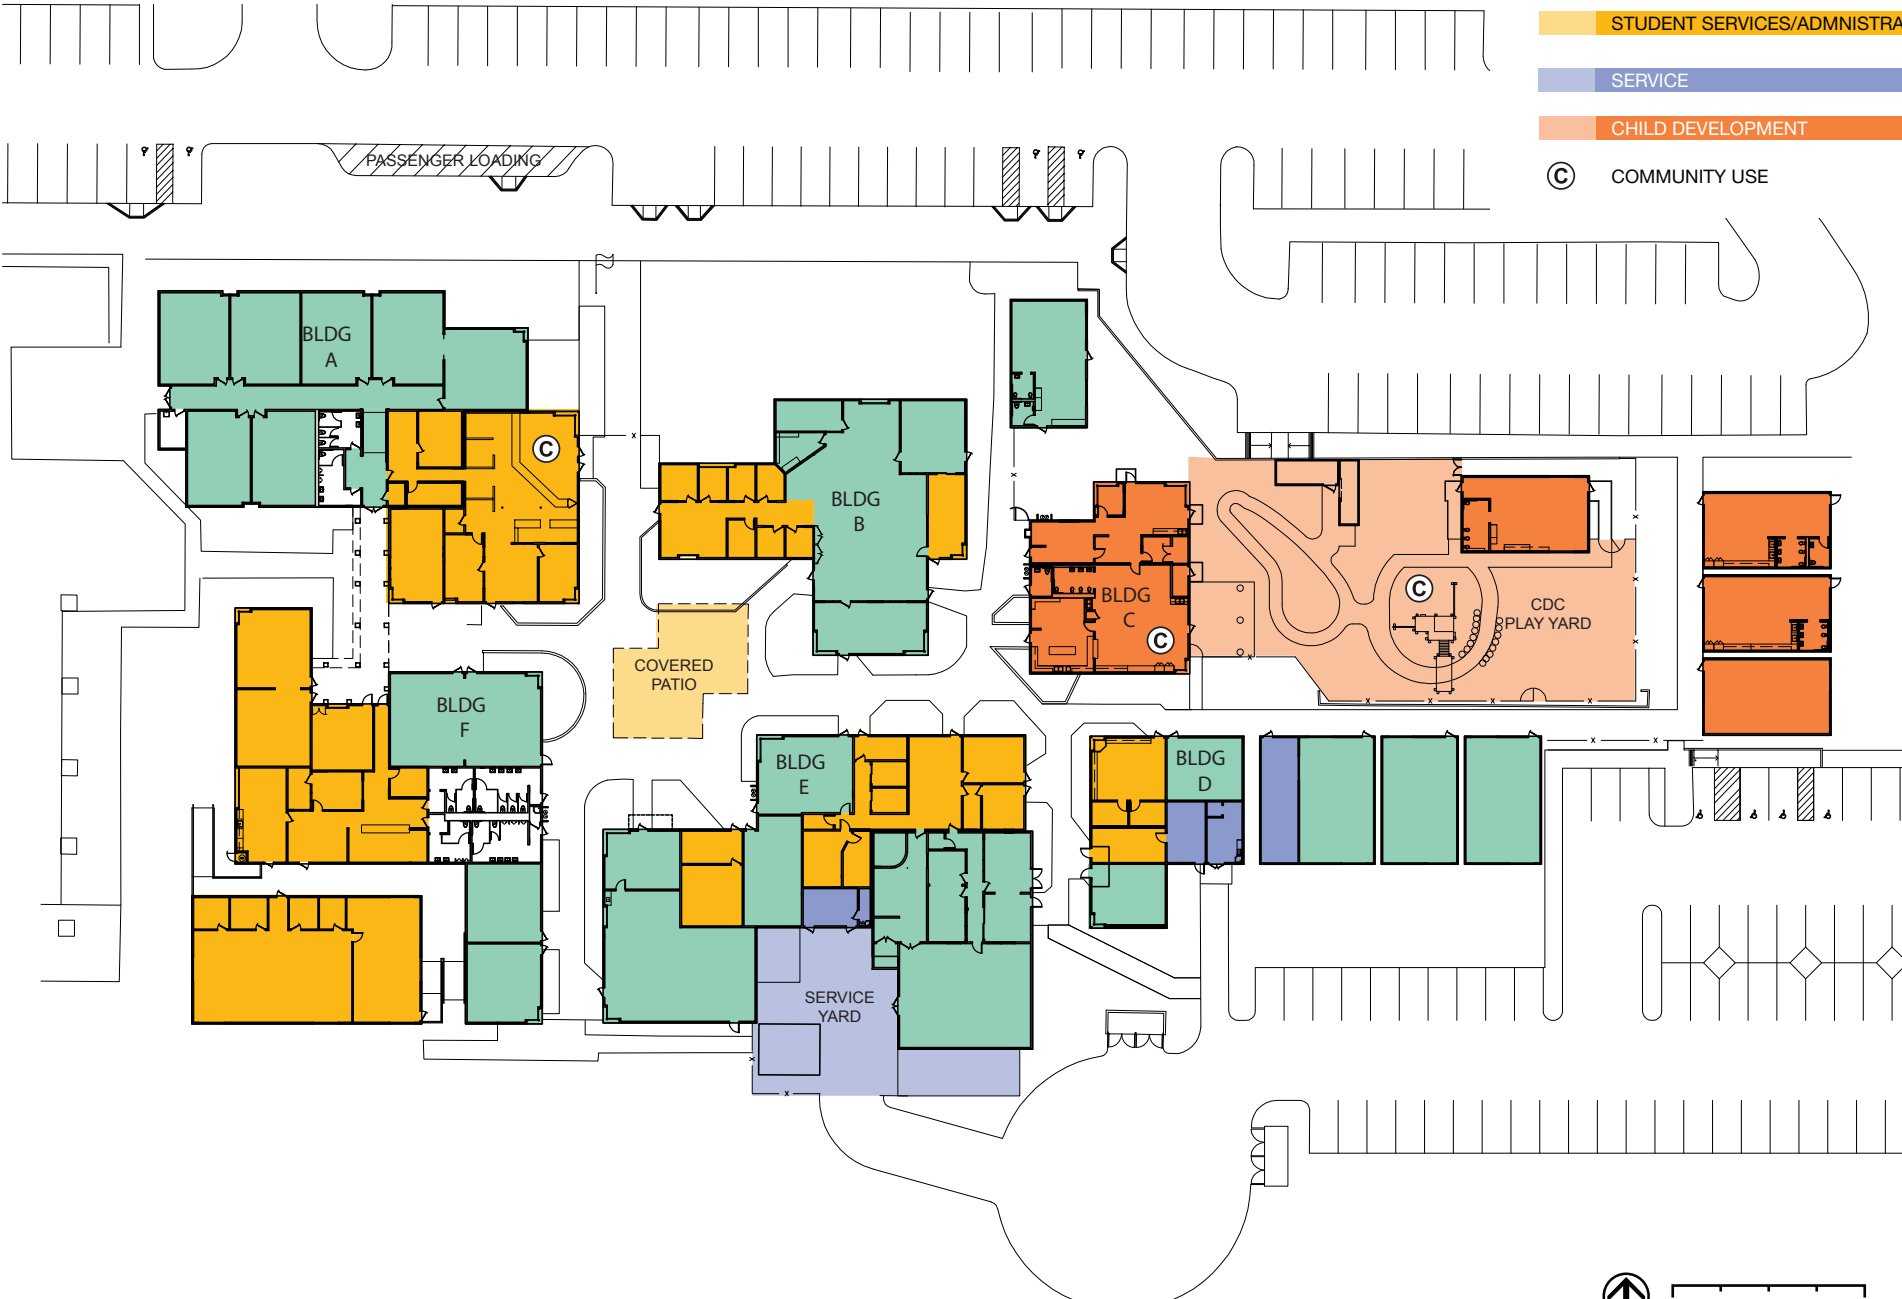 STUDENT SERVICES/ADMNISTRA
SERVICE
CHILD DEVELOPMENT
C
COMMUNITY USE
PASSENGER LOADING
BLDG
A
C
BLDG
B
BLDG
C
C
C
CDC
PLAY YARD
COVERED
PATIO
BLDG
F
BLDG
E
BLDG
D
SERVICE
YARD